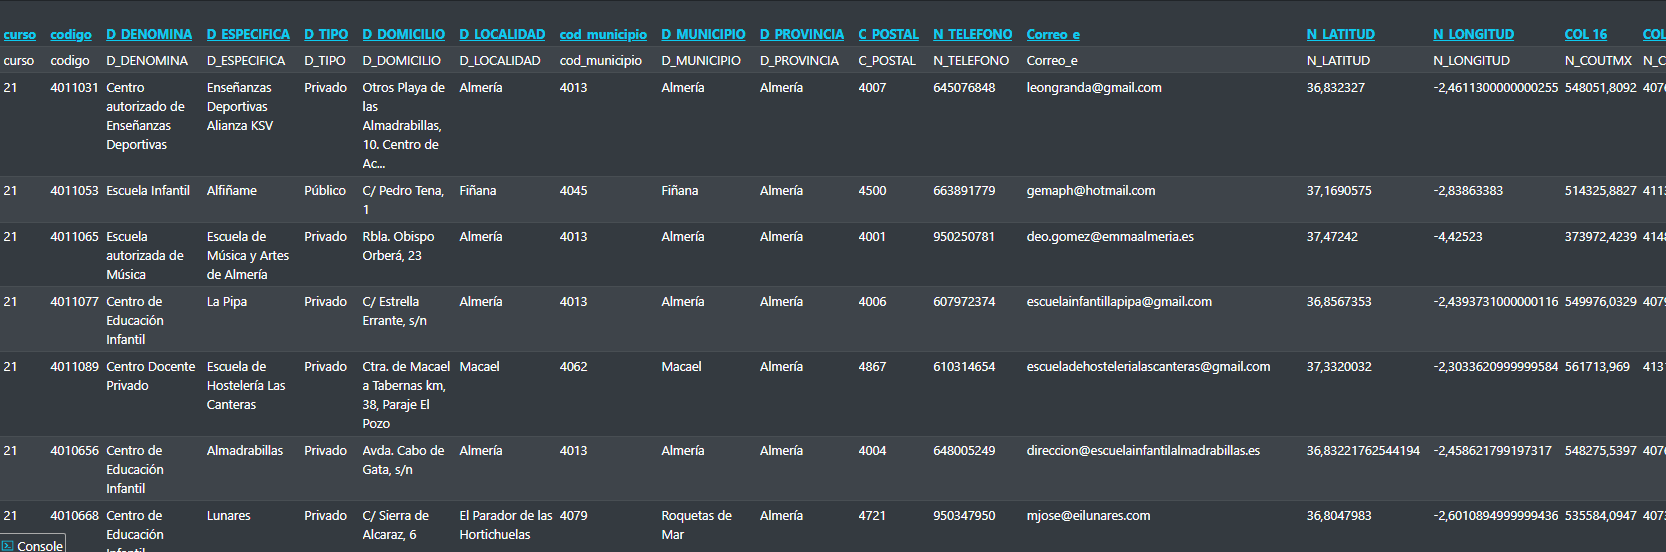 curso codigo D_DENOMINA D_ESPECIFICA D_TIPO D_DOMICILIO D_LOCALIDAD cod_municipio D_MUNICIPIO D_PROVINCIA C_POSTAL N_TELEFONO Correo_e N_LATITUD N_LONGITUD COL 16 COL
curso codigo D_DENOMINA D_ESPECIFICA D_TIPO D_DOMICILIO D_LOCALIDAD cod_municipio D_MUNICIPIO D_PROVINCIA C_POSTAL N_TELEFONO Correo_e N_LATITUD N_LONGITUD N_COUTMX N_C
21 4011031 Centro Enseñanzas Privado Otros Playa de Almería 4013 Almería Almería 4007 645076848 leongranda@gmail.com 36,832327 -2,4611300000000255 548051,8092 4076
autorizado de Deportivas las
Enseñanzas Alianza KSV Almadrabillas,
Deportivas 10. Centro de
Ac...
21 4011053 Escuela Infantil Alfiñame Público C/ Pedro Tena, Fiñana 4045 Fiñana Almería 4500 663891779 gemaph@hotmail.com 37,1690575 -2,83863383 514325,8827 4113
1
21 4011065 Escuela Escuela de Privado Rbla. Obispo Almería 4013 Almería Almería 4001 950250781 deo.gomez@emmaalmeria.es 37,47242 -4,42523 373972,4239 4148
autorizada de Música y Artes Orberá, 23
Música de Almería
21 4011077 Centro de La Pipa Privado C/ Estrella Almería 4013 Almería Almería 4006 607972374 escuelainfantillapipa@gmail.com 36,8567353 -2,4393731000000116 549976,0329 4079
Educación Errante, s/n
Infantil
21 4011089 Centro Docente Escuela de Privado Ctra. de Macael Macael 4062 Macael Almería 4867 610314654 escueladehostelerialascanteras@gmail.com 37,3320032 -2,3033620999999584 561713,969 4131
Privado Hostelería Las a Tabernas km,
Canteras 38, Paraje El
Pozo
21 4010656 Centro de Almadrabillas Privado Avda. Cabo de Almería 4013 Almería Almería 4004 648005249 direccion@escuelainfantilalmadrabillas.es 36,83221762544194 -2,458621799197317 548275,5397 4076
Educación Gata, s/n
Infantil
21 4010668 Centro de Lunares Privado C/ Sierra de El Parador de las 4079 Roquetas de Almería 4721 950347950 mjose@eilunares.com 36,8047983 -2,6010894999999436 535584,0947 4073
Educación Alcaraz, 6 Hortichuelas Mar
Infantil
Console